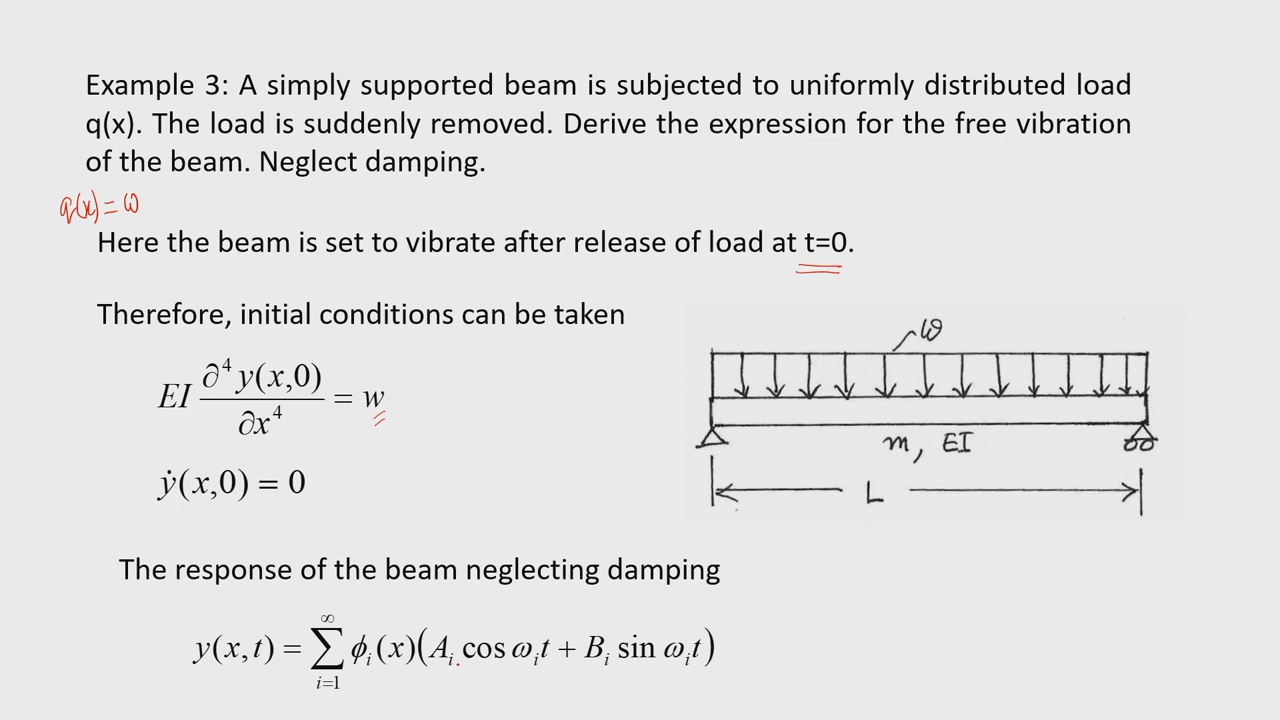 Example 3: A simply supported beam is subjected to uniformly distributed load
q(x). The load is suddenly removed. Derive the expression for the free vibration
of the beam. Neglect damping.
q(x) = ω
Here the beam is set to vibrate after release of load at t=0.
Therefore, initial conditions can be taken
EI ∂⁴y(x,0)/∂x⁴ = w
ẏ(x,0) = 0
ω
m, EI
L
The response of the beam neglecting damping
y(x,t) = ∑_{i=1}^{∞} ϕ_i(x)(A_i cos ω_i t + B_i sin ω_i t)